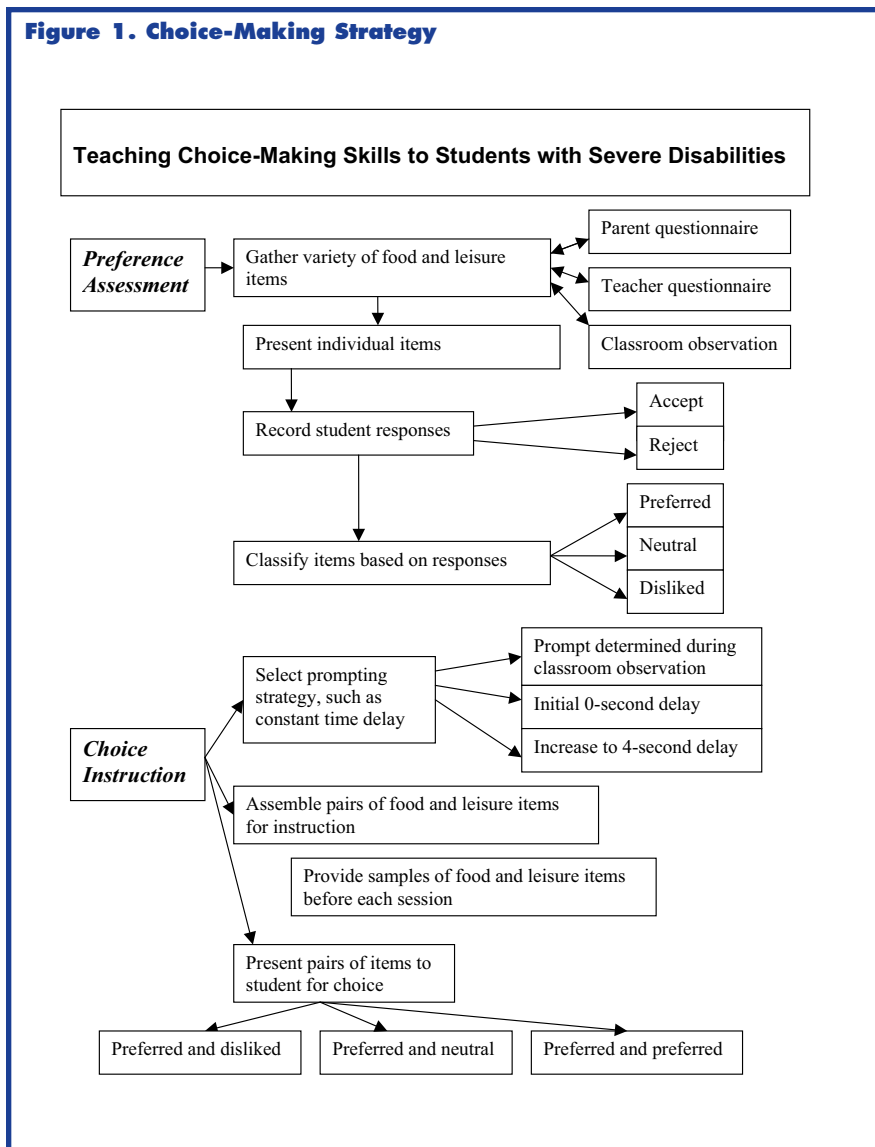 Figure 1. Choice-Making Strategy
Teaching Choice-Making Skills to Students with Severe Disabilities
Preference
Assessment
Gather variety of food and leisure
items
Parent questionnaire
Teacher questionnaire
Classroom observation
Present individual items
Record student responses
Accept
Reject
Classify items based on responses
Preferred
Neutral
Disliked
Choice
Instruction
Select prompting
strategy, such as
constant time delay
Prompt determined during
classroom observation
Initial 0-second delay
Increase to 4-second delay
Assemble pairs of food and leisure items
for instruction
Provide samples of food and leisure items
before each session
Present pairs of items to
student for choice
Preferred and disliked
Preferred and neutral
Preferred and preferred